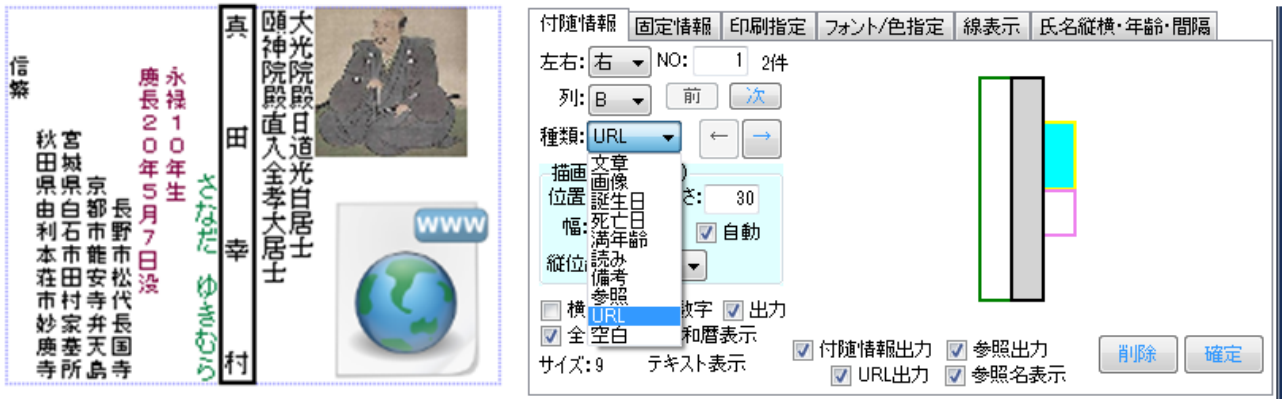 大光院殿日道光白居士
頤神院殿直入全孝大居士
真田幸村
さなだ ゆきむら
永禄10年生
慶長20年5月7日没
長野市松代長国寺
京都市龍安寺弁天島
宮城県白石市田村家墓所
秋田県由利本荘市妙慶寺
信繁
WWW
付随情報 固定情報 印刷指定 フォント/色指定 線表示 氏名縦横・年齢・間隔
左右: 右 NO: 1 2件
列: B 前 次
種類: URL ← →
文章
画像
誕生日
死亡日
満年齢
読み
備考
参照
URL
空白
描画
位置 さ: 30
幅: 自動
縦位
横 数字 出力
全 和暦表示
サイズ:9 テキスト表示
付随情報出力 参照出力
URL出力 参照名表示
削除 確定